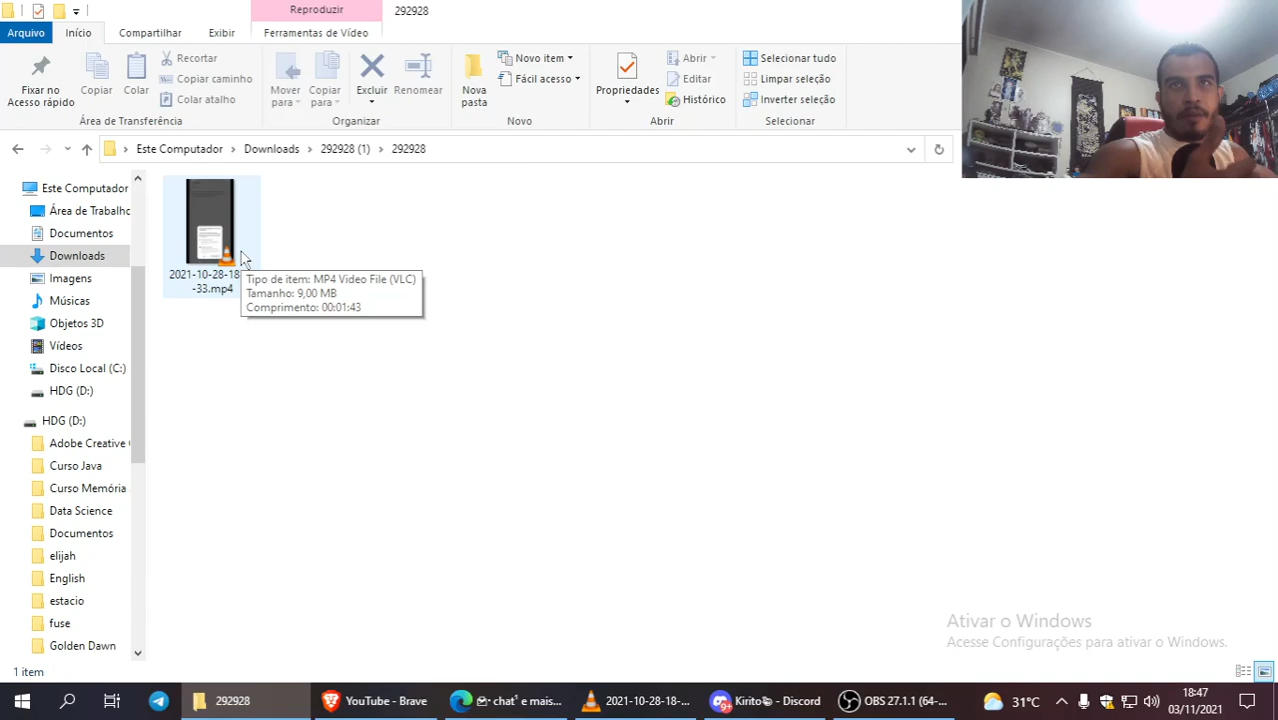 Reproduzir
292928
Arquivo
Início
Compartilhar
Exibir
Ferramentas de Vídeo
Fixar no
Acesso rápido
Copiar
Colar
Recortar
Copiar caminho
Colar atalho
Área de Transferência
Mover
para
Copiar
para
Excluir
Renomear
Organizar
Nova
pasta
Novo item
Fácil acesso
Novo
Propriedades
Abrir
Editar
Histórico
Abrir
Selecionar tudo
Limpar seleção
Inverter seleção
Selecionar
Este Computador
Downloads
292928 (1)
292928
Este Computador
Área de Trabalho
Documentos
Downloads
Imagens
Músicas
Objetos 3D
Vídeos
Disco Local (C:)
HDG (D:)
HDG (D:)
Adobe Creative
Curso Java
Curso Memória
Data Science
Documentos
elijah
English
estacio
fuse
Golden Dawn
2021-10-28-18
-33.mp4
Tipo de item: MP4 Video File (VLC)
Tamanho: 9,00 MB
Comprimento: 00:01:43
Ativar o Windows
Acesse Configurações para ativar o Windows.
1 item
292928
YouTube - Brave
chat¹ e mais...
2021-10-28-18-...
Kirito - Discord
OBS 27.1.1 (64-...
31°C
18:47
03/11/2021